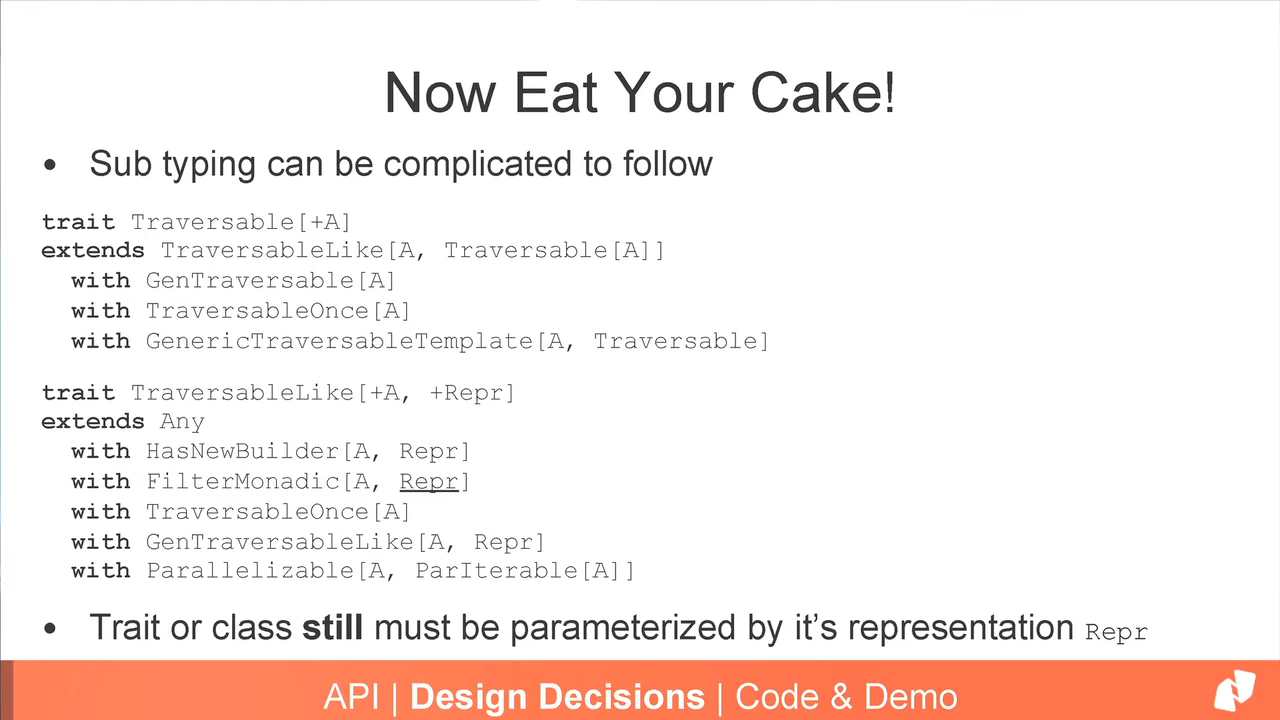 Now Eat Your Cake!
• Sub typing can be complicated to follow
trait Traversable[+A]
extends TraversableLike[A, Traversable[A]]
  with GenTraversable[A]
  with TraversableOnce[A]
  with GenericTraversableTemplate[A, Traversable]
trait TraversableLike[+A, +Repr]
extends Any
  with HasNewBuilder[A, Repr]
  with FilterMonadic[A, Repr]
  with TraversableOnce[A]
  with GenTraversableLike[A, Repr]
  with Parallelizable[A, ParIterable[A]]
• Trait or class still must be parameterized by it's representation Repr
API | Design Decisions | Code & Demo